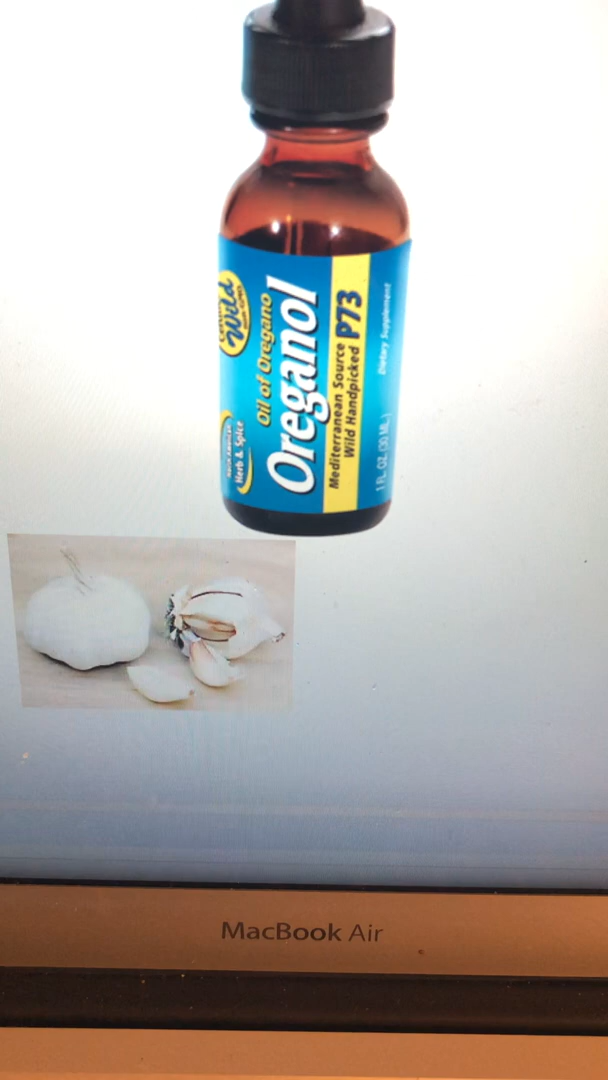 Wild
Oil of Oregano
Oreganol
P73
Mediterranean Source
Wild Handpicked
Dietary Supplement
Herb & Spice
1 FL. OZ. (30 ML.)
MacBook Air